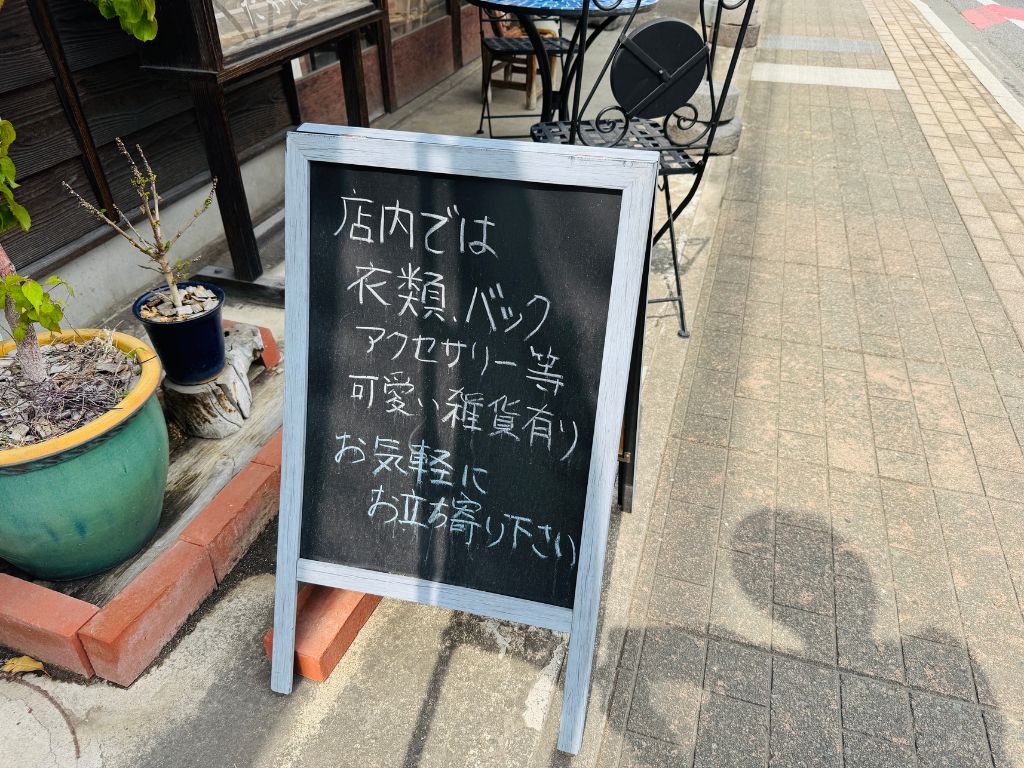 店内では
衣類、バック
アクセサリー等
可愛い雑貨有り
お気軽に
お立ち寄り下さい